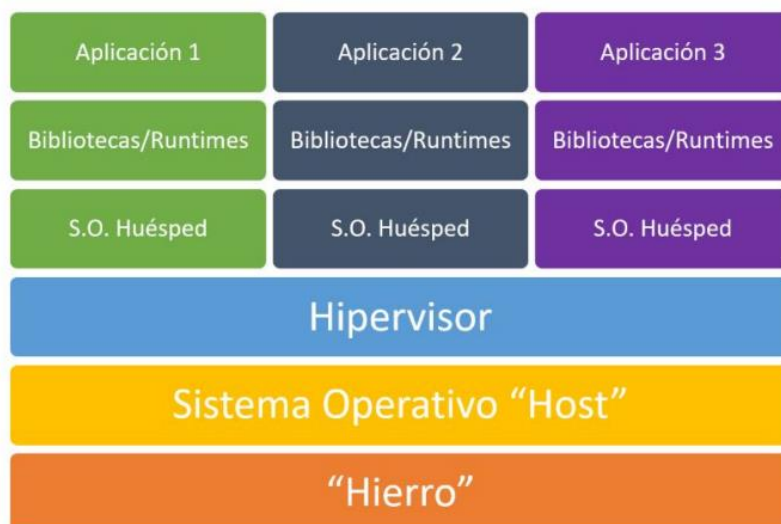 Aplicación 1
Aplicación 2
Aplicación 3
Bibliotecas/Runtimes
Bibliotecas/Runtimes
Bibliotecas/Runtimes
S.O. Huésped
S.O. Huésped
S.O. Huésped
Hipervisor
Sistema Operativo “Host”
“Hierro”